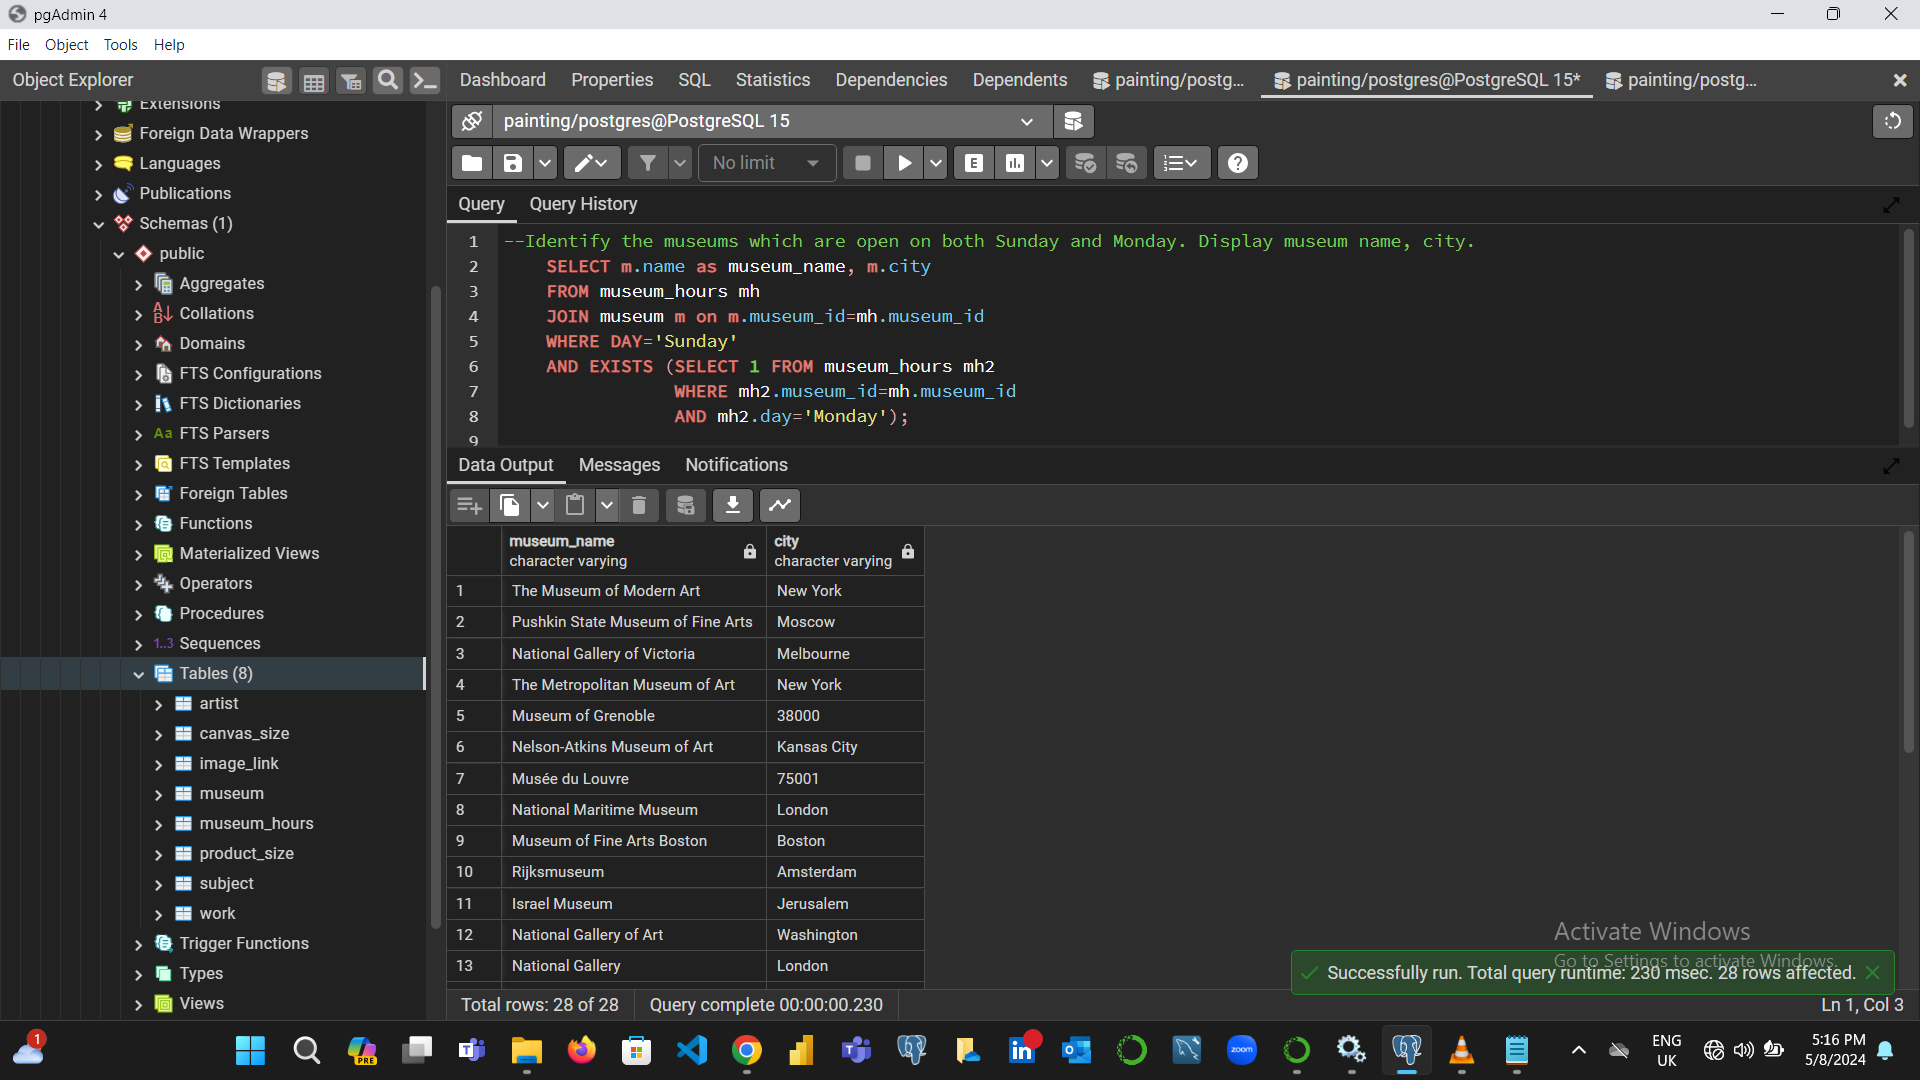 pgAdmin 4
File Object Tools Help
Object Explorer
Dashboard Properties SQL Statistics Dependencies Dependents painting/postg... painting/postgres@PostgreSQL 15* painting/postg...
Extensions
Foreign Data Wrappers
Languages
Publications
Schemas (1)
public
Aggregates
Collations
Domains
FTS Configurations
FTS Dictionaries
Aa FTS Parsers
FTS Templates
Foreign Tables
Functions
Materialized Views
Operators
Procedures
1..3 Sequences
Tables (8)
artist
canvas_size
image_link
museum
museum_hours
product_size
subject
work
Trigger Functions
Types
Views
painting/postgres@PostgreSQL 15
No limit
E
Query Query History
1 --Identify the museums which are open on both Sunday and Monday. Display museum name, city.
2 SELECT m.name as museum_name, m.city
3 FROM museum_hours mh
4 JOIN museum m on m.museum_id=mh.museum_id
5 WHERE DAY='Sunday'
6 AND EXISTS (SELECT 1 FROM museum_hours mh2
7 WHERE mh2.museum_id=mh.museum_id
8 AND mh2.day='Monday');
9
Data Output Messages Notifications
museum_name city
character varying character varying
1 The Museum of Modern Art New York
2 Pushkin State Museum of Fine Arts Moscow
3 National Gallery of Victoria Melbourne
4 The Metropolitan Museum of Art New York
5 Museum of Grenoble 38000
6 Nelson-Atkins Museum of Art Kansas City
7 Musée du Louvre 75001
8 National Maritime Museum London
9 Museum of Fine Arts Boston Boston
10 Rijksmuseum Amsterdam
11 Israel Museum Jerusalem
12 National Gallery of Art Washington
13 National Gallery London
Activate Windows
Go to Settings to activate Windows.
Successfully run. Total query runtime: 230 msec. 28 rows affected.
Total rows: 28 of 28 Query complete 00:00:00.230 Ln 1, Col 3
1
PRE
zoom
ENG
UK
5:16 PM
5/8/2024